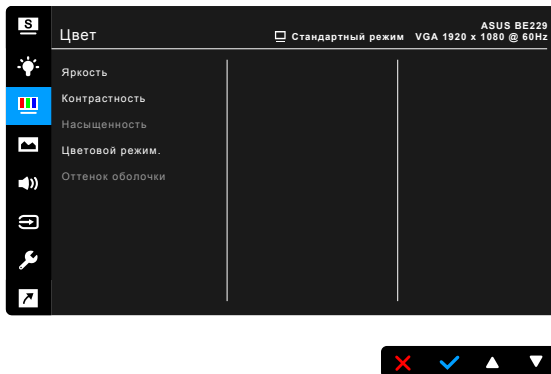 S
Цвет
Стандартный режим
ASUS BE229
VGA 1920 x 1080 @ 60Hz
Яркость
Контрастность
Насыщенность
Цветовой режим.
Оттенок оболочки